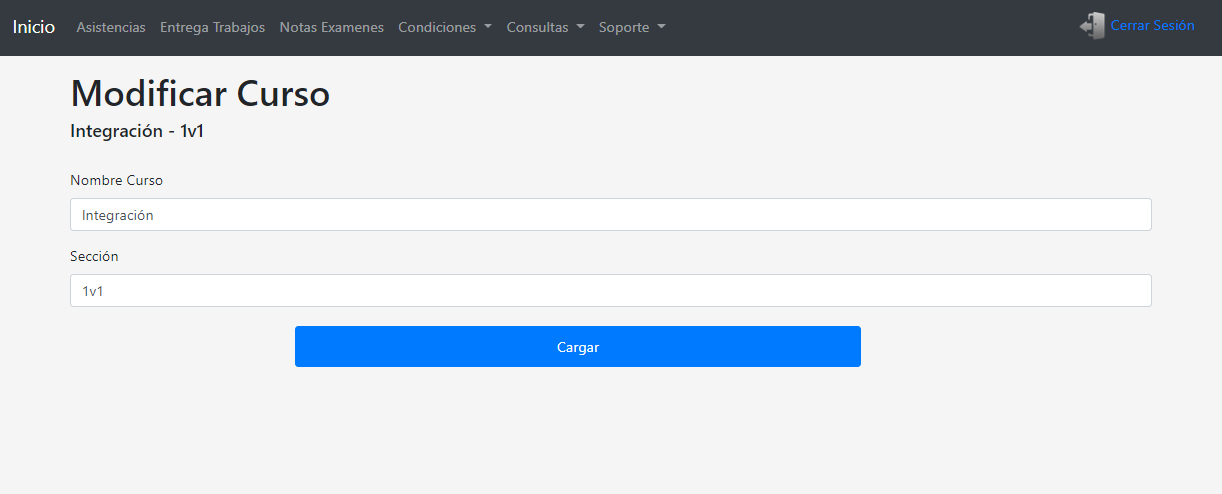 Inicio Asistencias Entrega Trabajos Notas Examenes Condiciones Consultas Soporte Cerrar Sesión
Modificar Curso
Integración - 1v1
Nombre Curso
Integración
Sección
1v1
Cargar